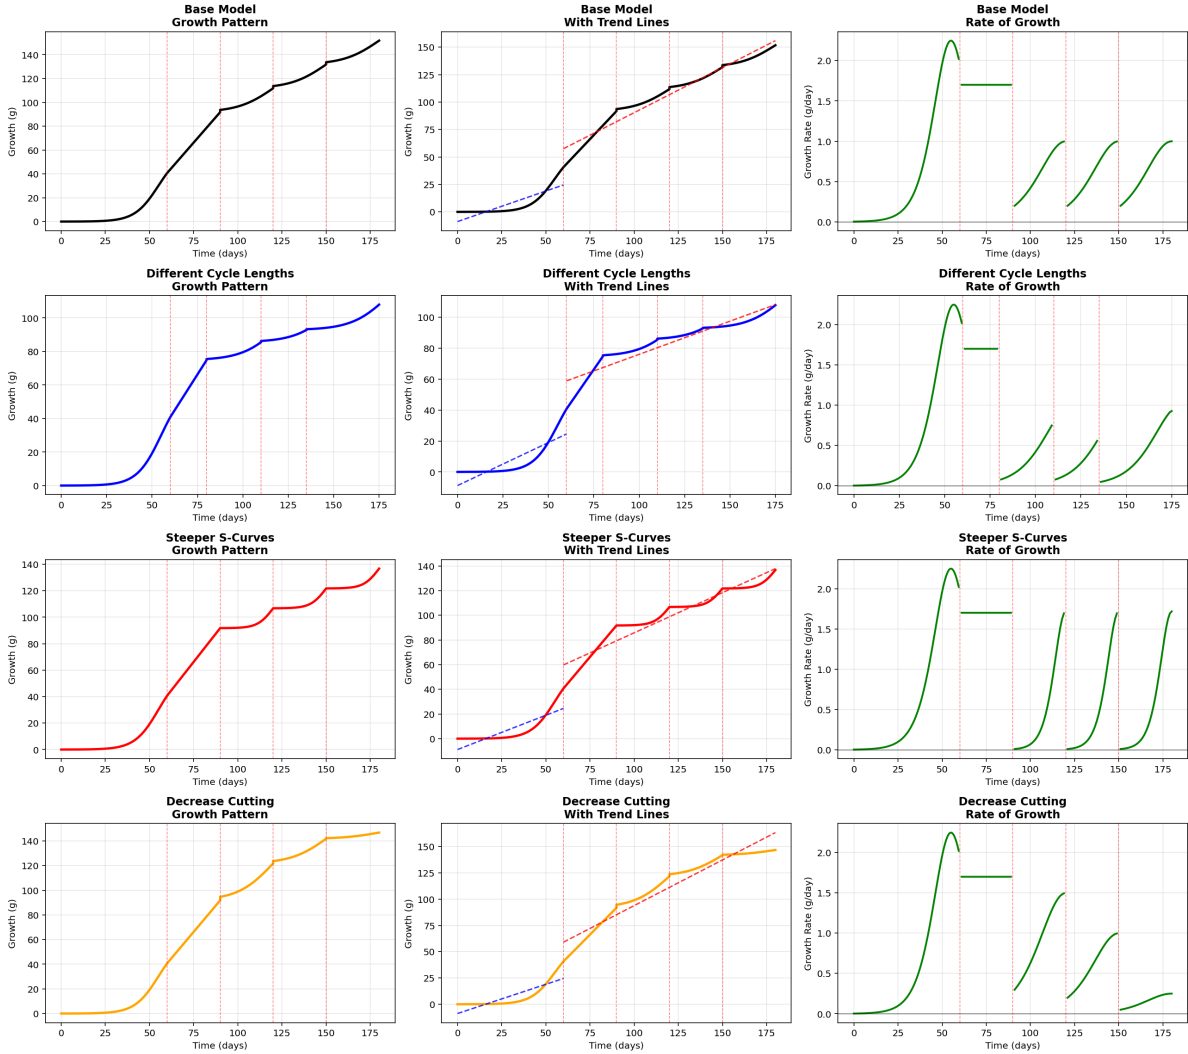 Base Model
Growth Pattern
Growth (g)
140
120
100
80
60
40
20
0
0 25 50 75 100 125 150 175
Time (days)
Base Model
With Trend Lines
Growth (g)
150
125
100
75
50
25
0
0 25 50 75 100 125 150 175
Time (days)
Base Model
Rate of Growth
Growth Rate (g/day)
2.0
1.5
1.0
0.5
0.0
0 25 50 75 100 125 150 175
Time (days)
Different Cycle Lengths
Growth Pattern
Growth (g)
100
80
60
40
20
0
0 25 50 75 100 125 150 175
Time (days)
Different Cycle Lengths
With Trend Lines
Growth (g)
100
80
60
40
20
0
0 25 50 75 100 125 150 175
Time (days)
Different Cycle Lengths
Rate of Growth
Growth Rate (g/day)
2.0
1.5
1.0
0.5
0.0
0 25 50 75 100 125 150 175
Time (days)
Steeper S-Curves
Growth Pattern
Growth (g)
140
120
100
80
60
40
20
0
0 25 50 75 100 125 150 175
Time (days)
Steeper S-Curves
With Trend Lines
Growth (g)
140
120
100
80
60
40
20
0
0 25 50 75 100 125 150 175
Time (days)
Steeper S-Curves
Rate of Growth
Growth Rate (g/day)
2.0
1.5
1.0
0.5
0.0
0 25 50 75 100 125 150 175
Time (days)
Decrease Cutting
Growth Pattern
Growth (g)
140
120
100
80
60
40
20
0
0 25 50 75 100 125 150 175
Time (days)
Decrease Cutting
With Trend Lines
Growth (g)
150
125
100
75
50
25
0
0 25 50 75 100 125 150 175
Time (days)
Decrease Cutting
Rate of Growth
Growth Rate (g/day)
2.0
1.5
1.0
0.5
0.0
0 25 50 75 100 125 150 175
Time (days)